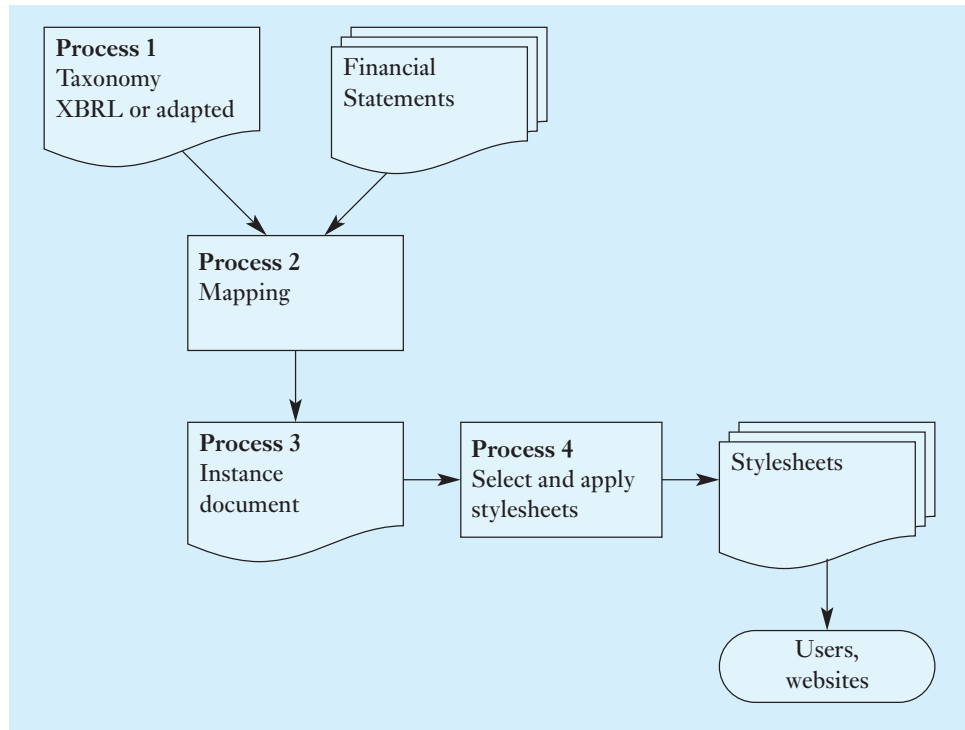 Process 1
Taxonomy
XBRL or adapted
Financial
Statements
Process 2
Mapping
Process 3
Instance
document
Process 4
Select and apply
stylesheets
Stylesheets
Users,
websites